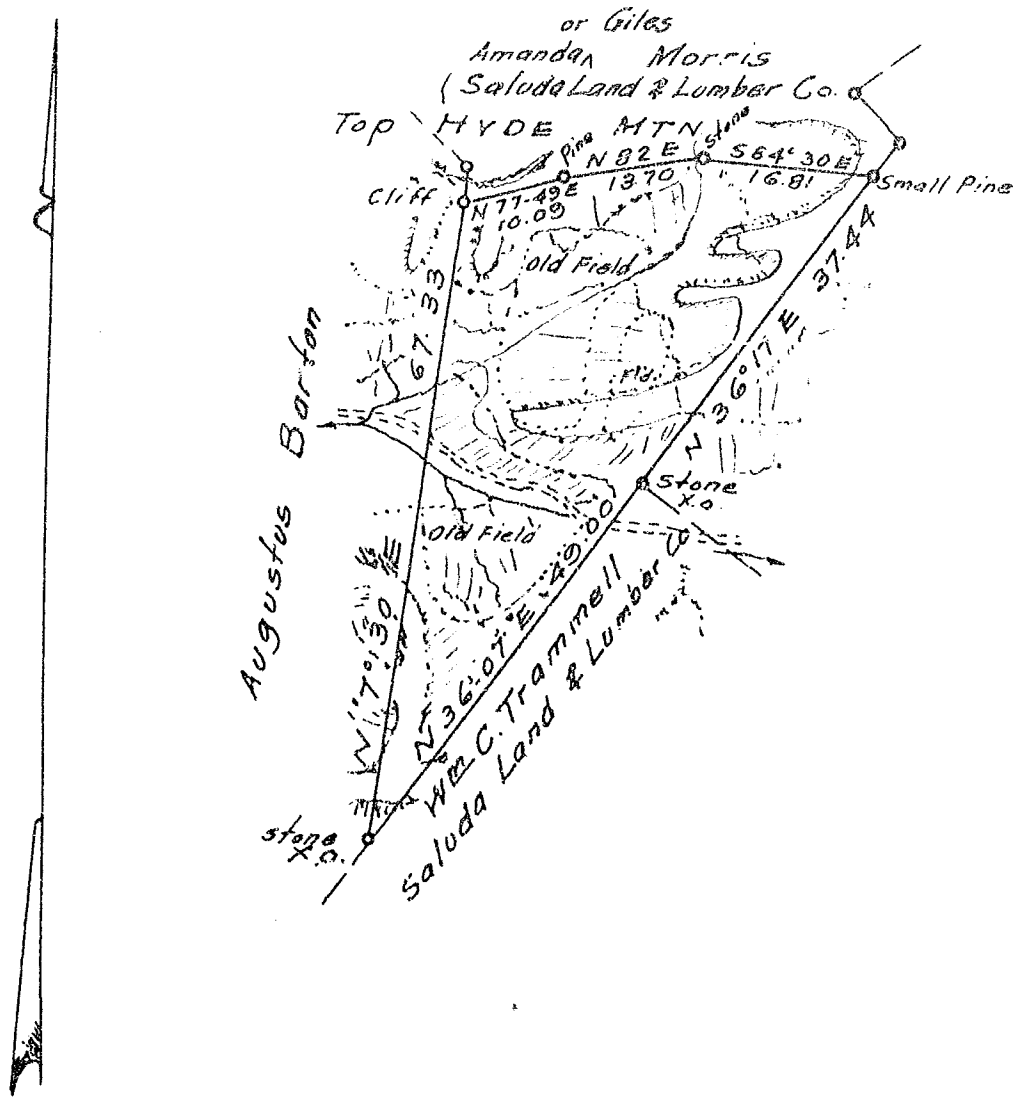 or Giles
Amanda ^ Morris
( Saluda Land & Lumber Co.
Top HYDE MTN
Stone
Pine
N 82 E
13.70
S 84° 30 E
16.81
Small Pine
Cliff
N 77.49 E
10.09
Old Field
67.33
37.44
N 36° 17 E
Fld.
Augustus Barton
Stone
X.O.
Old Field
N 7° 30 E
N 36° 07' E 49.00
Wm C. Trammell
Saluda Land & Lumber Co
stone
X.O.